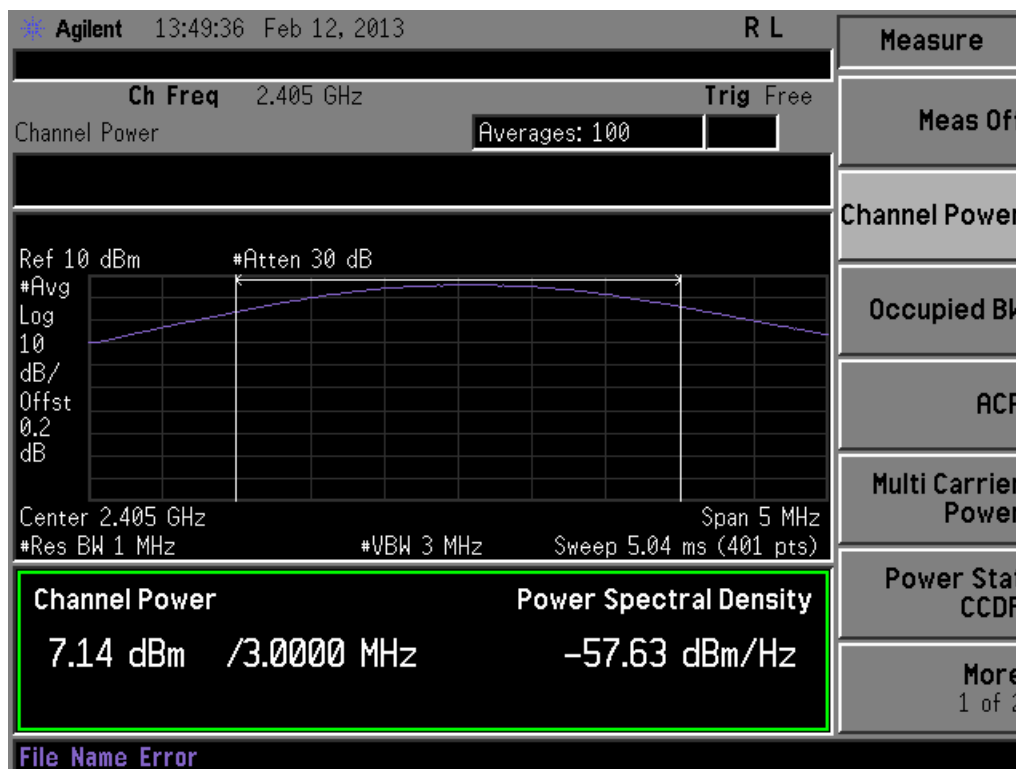 Agilent 13:49:36 Feb 12, 2013 R L
Ch Freq 2.405 GHz Trig Free
Channel Power Averages: 100
Ref 10 dBm #Atten 30 dB
#Avg
Log
10
dB/
Offst
0.2
dB
Center 2.405 GHz Span 5 MHz
#Res BW 1 MHz #VBW 3 MHz Sweep 5.04 ms (401 pts)
Channel Power Power Spectral Density
7.14 dBm /3.0000 MHz -57.63 dBm/Hz
File Name Error
Measure
Meas Of
Channel Power
Occupied B
ACP
Multi Carrier
Power
Power Sta
CCDF
More
1 of 2